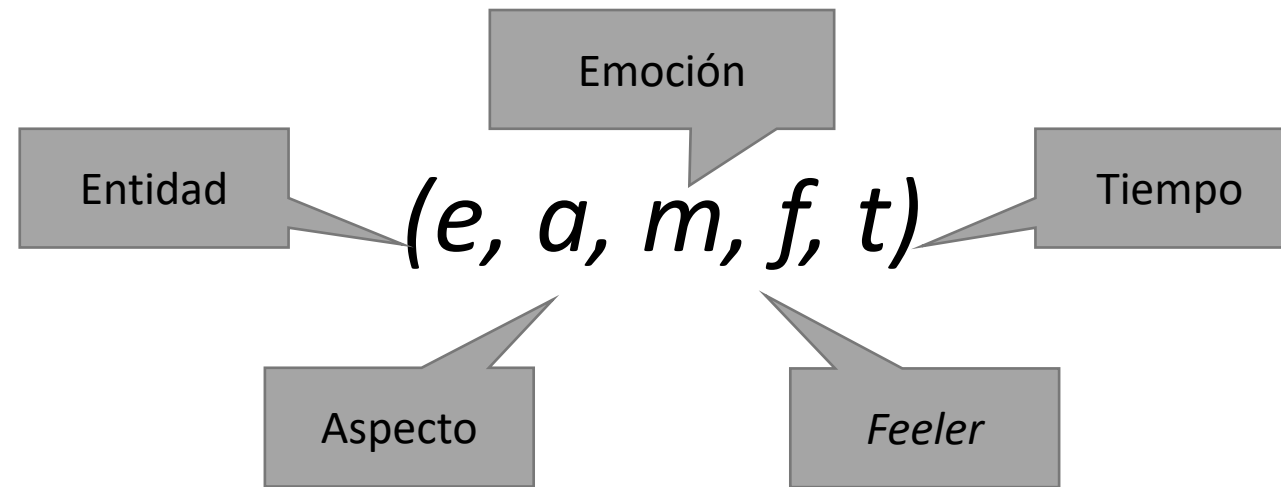 Emoción
Entidad
Tiempo
(e, a, m, f, t)
Aspecto
Feeler